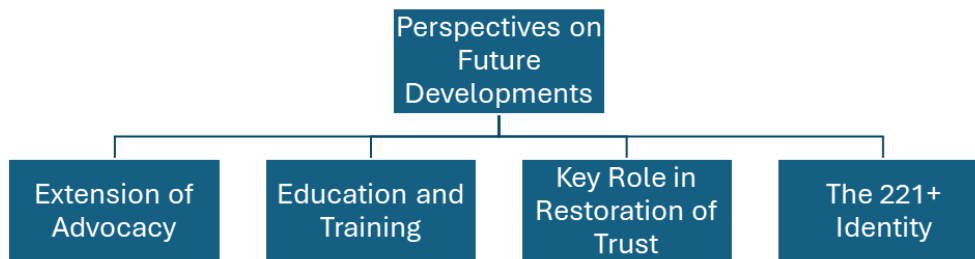 Perspectives on
Future
Developments
Extension of
Advocacy
Education and
Training
Key Role in
Restoration of
Trust
The 221+
Identity